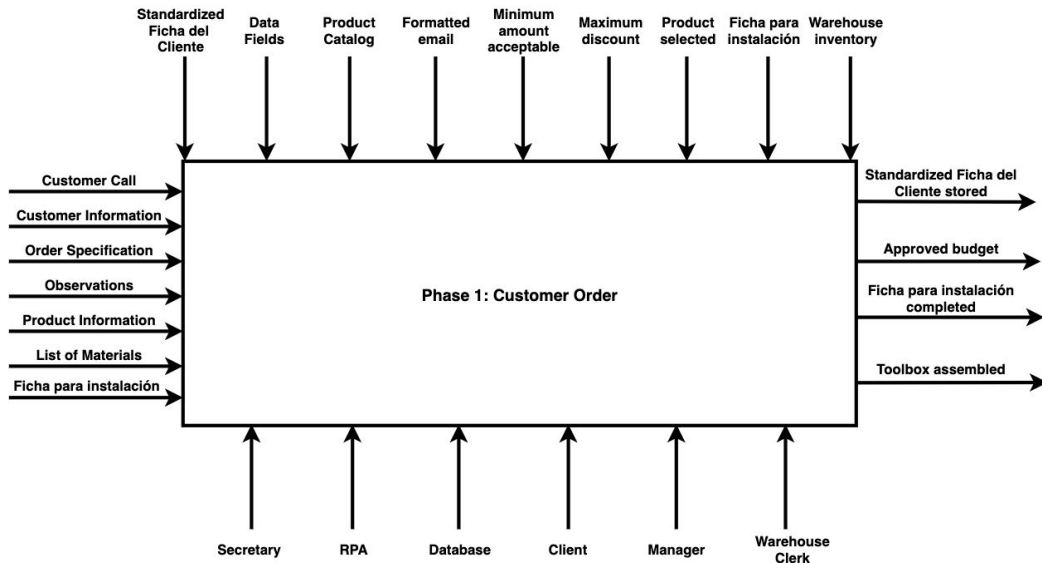 Standardized
Ficha del
Cliente
Data
Fields
Product
Catalog
Formatted
email
Minimum
amount
acceptable
Maximum
discount
Product
selected
Ficha para
instalación
Warehouse
inventory
Customer Call
Customer Information
Order Specification
Observations
Product Information
List of Materials
Ficha para instalación
Phase 1: Customer Order
Standardized Ficha del
Cliente stored
Approved budget
Ficha para instalación
completed
Toolbox assembled
Secretary
RPA
Database
Client
Manager
Warehouse
Clerk